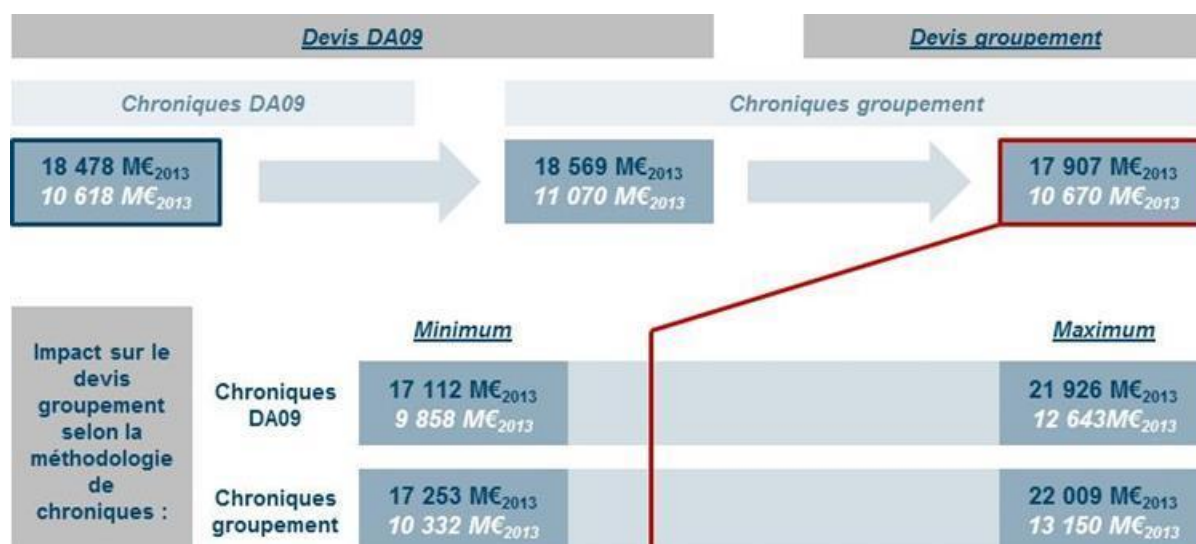 Devis DA09
Devis groupement
Chroniques DA09
Chroniques groupement
18 478 M€2013
10 618 M€2013
18 569 M€2013
11 070 M€2013
17 907 M€2013
10 670 M€2013
Impact sur le
devis
groupement
selon la
méthodologie
de
chroniques :
Minimum
Maximum
Chroniques
DA09
17 112 M€2013
9 858 M€2013
21 926 M€2013
12 643M€2013
Chroniques
groupement
17 253 M€2013
10 332 M€2013
22 009 M€2013
13 150 M€2013